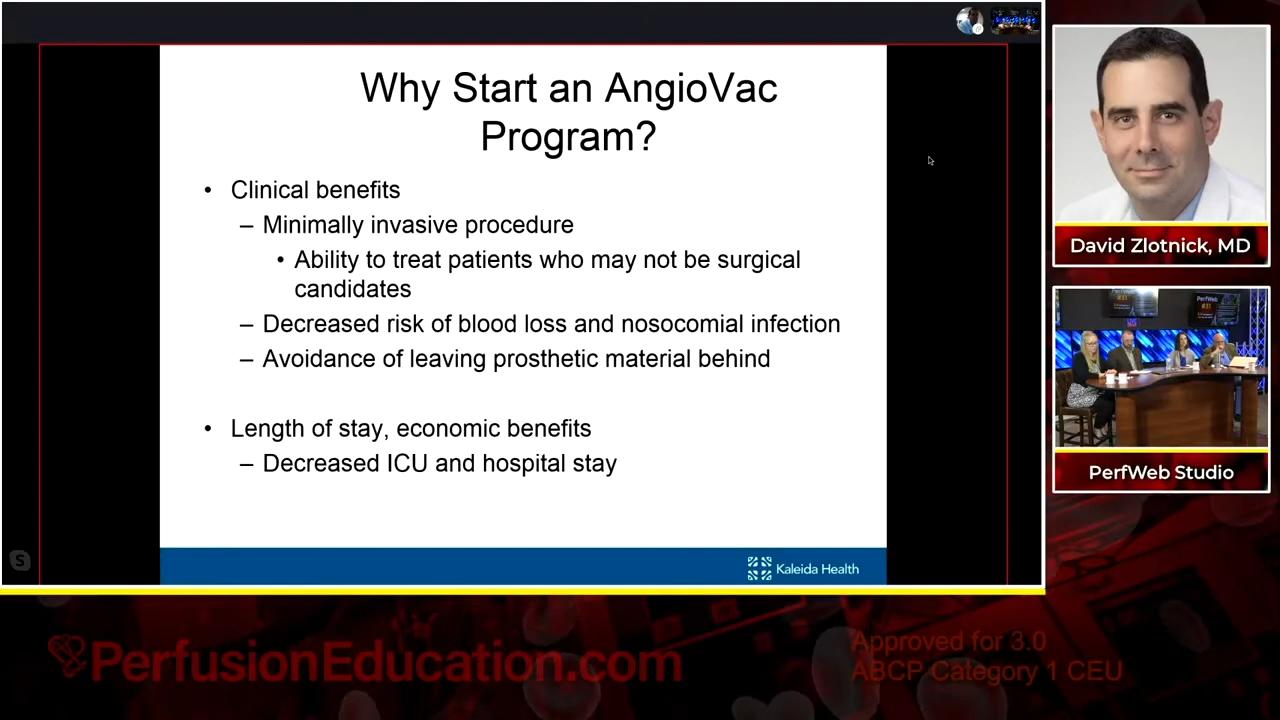 Why Start an AngioVac
Program?
• Clinical benefits
– Minimally invasive procedure
• Ability to treat patients who may not be surgical
candidates
– Decreased risk of blood loss and nosocomial infection
– Avoidance of leaving prosthetic material behind
• Length of stay, economic benefits
– Decreased ICU and hospital stay
Kaleida Health
S
David Zlotnick, MD
PerfWeb
PerfWeb Studio
PerfusionEducation.com
Approved for 3.0
ABCP Category 1 CEU